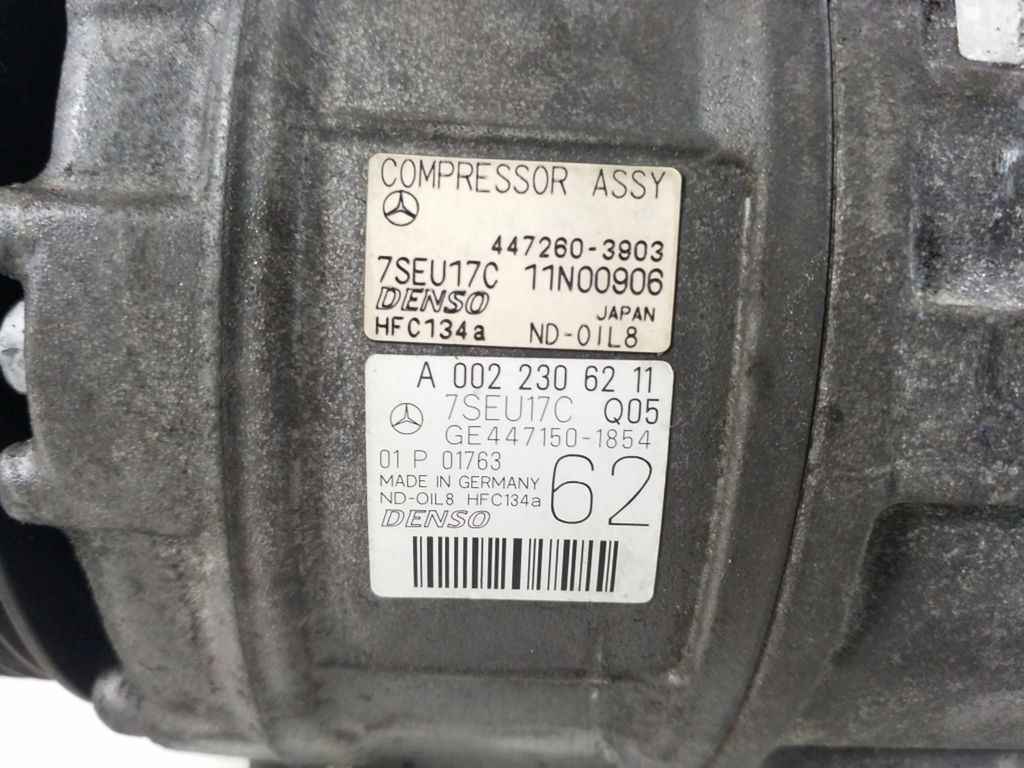 COMPRESSOR ASSY
447260-3903
7SEU17C 11N00906
DENSO JAPAN
HFC134a ND-OIL8
A 002 230 62 11
7SEU17C Q05
GE447150-1854
01 P 01763
MADE IN GERMANY
ND-OIL8 HFC134a
62
DENSO